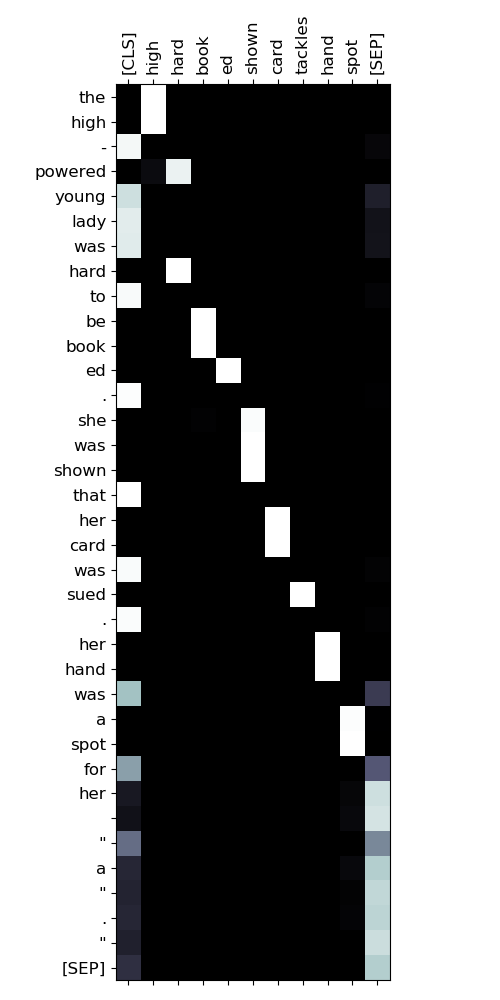 [CLS]
high
hard
book
ed
shown
card
tackles
hand
spot
[SEP]
the
high
-
powered
young
lady
was
hard
to
be
book
ed
.
she
was
shown
that
her
card
was
sued
.
her
hand
was
a
spot
for
her
"
a
"
.
"
[SEP]